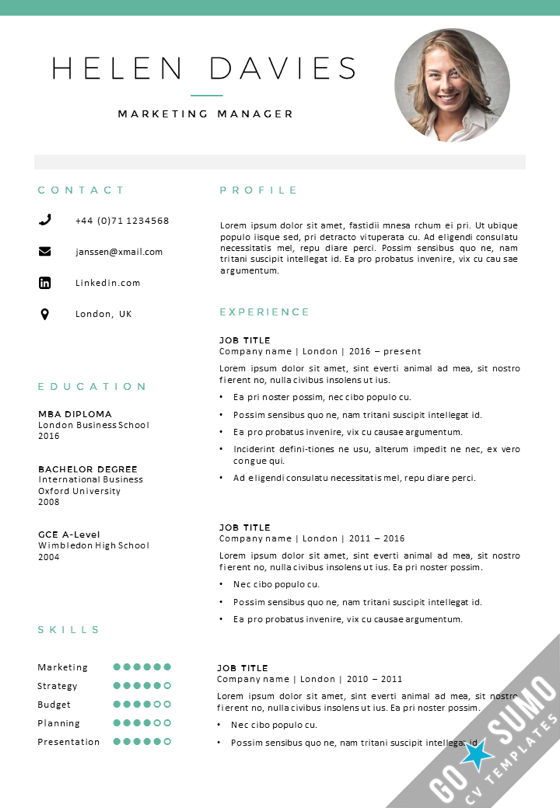 HELEN DAVIES
MARKETING MANAGER
CONTACT
+44 (0)71 1234568
janssen@xmail.com
Linkedin.com
London, UK
EDUCATION
MBA DIPLOMA
London Business School
2016
BACHELOR DEGREE
International Business
Oxford University
2008
GCE A-Level
Wimbledon High School
2004
SKILLS
Marketing
Strategy
Budget
Planning
Presentation
PROFILE
Lorem ipsum dolor sit amet, fastidii mnesa rchum ei pri. Ut ubique
populo iisque sed, pri detracto vituperata cu. Ad eligendi consulatu
necessitatis mel, repu diare percipi. Possim sensibus quo ne, nam
tritani suscipit intellegat id. Ea pro probatus invenire, vix cu cau sae
argumentum.
EXPERIENCE
JOB TITLE
Company name | London | 2016 – present
Lorem ipsum dolor sit amet, sint everti animal ad mea, sit nostro
fierent no, nulla civibus insolens ut ius.
• Ea pri noster possim, nec cibo populo cu.
• Possim sensibus quo ne, nam tritani suscipit intellegat id.
• Ea pro probatus invenire, vix cu causae argumentum.
• Inciderint defini-tiones ne usu, alterum impedit ne nec, ex vero
congue qui.
• Ad eligendi consulatu necessitatis mel, repu diare perci.
JOB TITLE
Company name | London | 2011 – 2016
Lorem ipsum dolor sit amet, sint everti animal ad mea, sit nostro
fierent no, nulla civibus insolens ut ius. Ea pri noster possim.
• Nec cibo populo cu.
• Possim sensibus quo ne, nam tritani suscipit intellegat id.
• Ea pro probatus invenire, vix cu causae argumentum.
JOB TITLE
Company name | London | 2010 – 2011
Lorem ipsum dolor sit amet, sint everti animal ad mea, sit nostro
fierent no, nulla civibus insolens ut ius. Ea pri noster possim.
• Nec cibo populo cu.
• Possim sensibus quo ne, nam tritani suscipit intellegat id.
GO SUMO
CV TEMPLATES